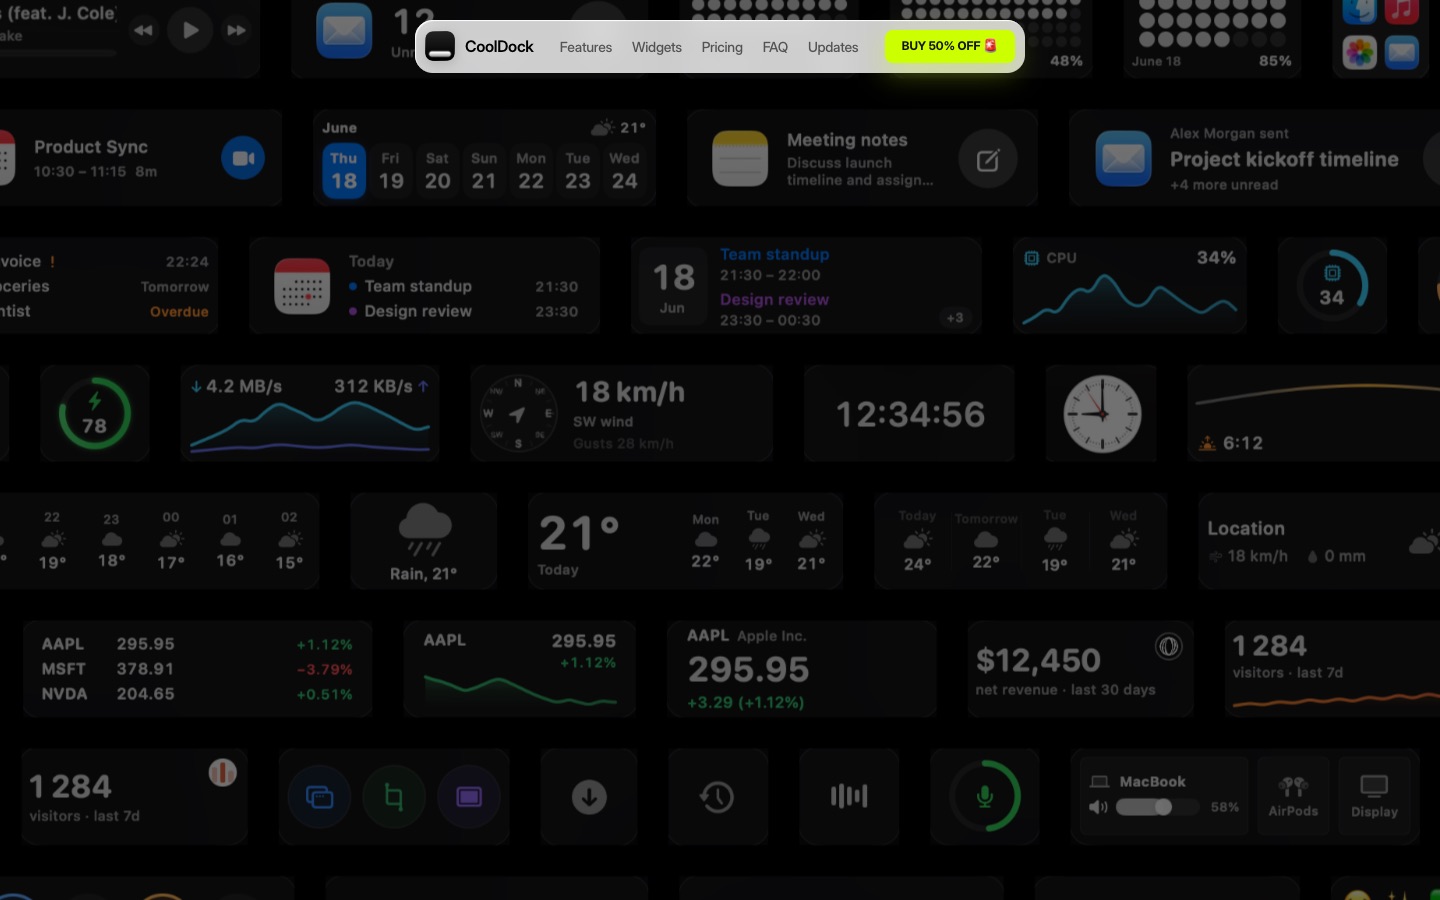 (feat. J. Cole
ake
12
Unr
CoolDock
Features
Widgets
Pricing
FAQ
Updates
BUY 50% OFF 🚨
48%
June 18
85%
Product Sync
10:30 – 11:15 8m
June
21°
Thu Fri Sat Sun Mon Tue Wed
18 19 20 21 22 23 24
Meeting notes
Discuss launch
timeline and assign...
Alex Morgan sent
Project kickoff timeline
+4 more unread
voice ! 22:24
oceries Tomorrow
ntist Overdue
Today
Team standup 21:30
Design review 23:30
18
Jun
Team standup
21:30 – 22:00
Design review
23:30 – 00:30
+3
CPU 34%
34
78
↓ 4.2 MB/s 312 KB/s ↑
N
NW NE
W E
SW SE
S
18 km/h
SW wind
Gusts 28 km/h
12:34:56
6:12
22 23 00 01 02
19° 18° 17° 16° 15°
Rain, 21°
21°
Today
Mon Tue Wed
22° 19° 21°
Today Tomorrow Tue Wed
24° 22° 19° 21°
Location
18 km/h 0 mm
AAPL 295.95 +1.12%
MSFT 378.91 −3.79%
NVDA 204.65 +0.51%
AAPL 295.95
+1.12%
AAPL Apple Inc.
295.95
+3.29 (+1.12%)
$12,450
net revenue · last 30 days
1 284
visitors · last 7d
1 284
visitors · last 7d
MacBook
58%
AirPods
Display